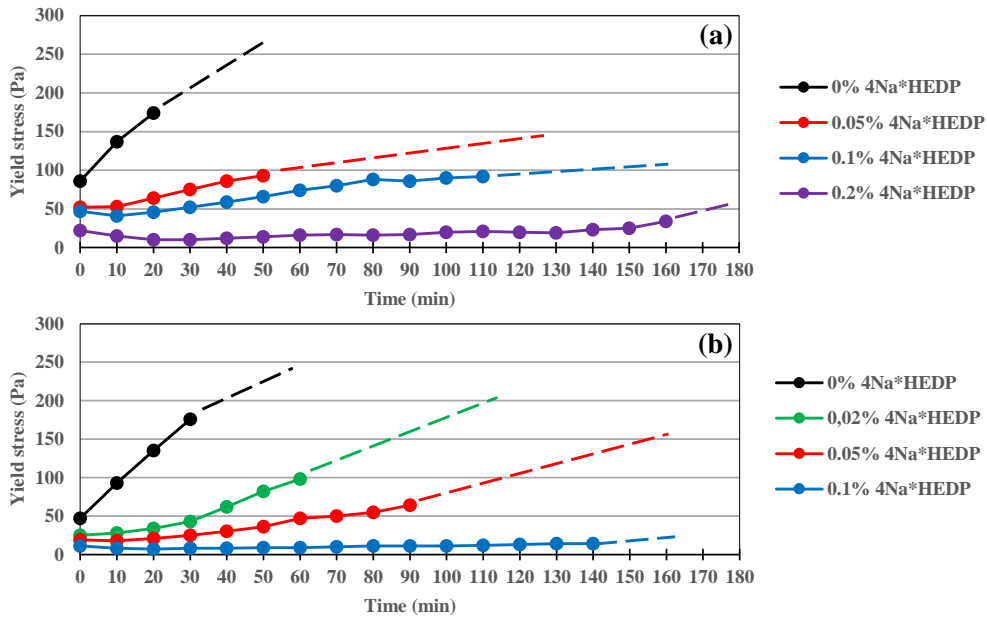 (a)
Yield stress (Pa)
300
250
200
150
100
50
0
0 10 20 30 40 50 60 70 80 90 100 110 120 130 140 150 160 170 180
Time (min)
0% 4Na*HEDP
0.05% 4Na*HEDP
0.1% 4Na*HEDP
0.2% 4Na*HEDP
(b)
Yield stress (Pa)
300
250
200
150
100
50
0
0 10 20 30 40 50 60 70 80 90 100 110 120 130 140 150 160 170 180
Time (min)
0% 4Na*HEDP
0,02% 4Na*HEDP
0.05% 4Na*HEDP
0.1% 4Na*HEDP